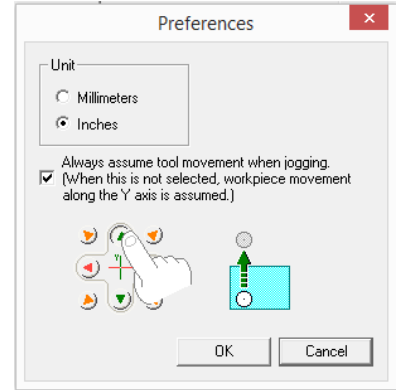 Preferences
Unit
Millimeters
Inches
Always assume tool movement when jogging.
(When this is not selected, workpiece movement
along the Y axis is assumed.)
Y
OK
Cancel